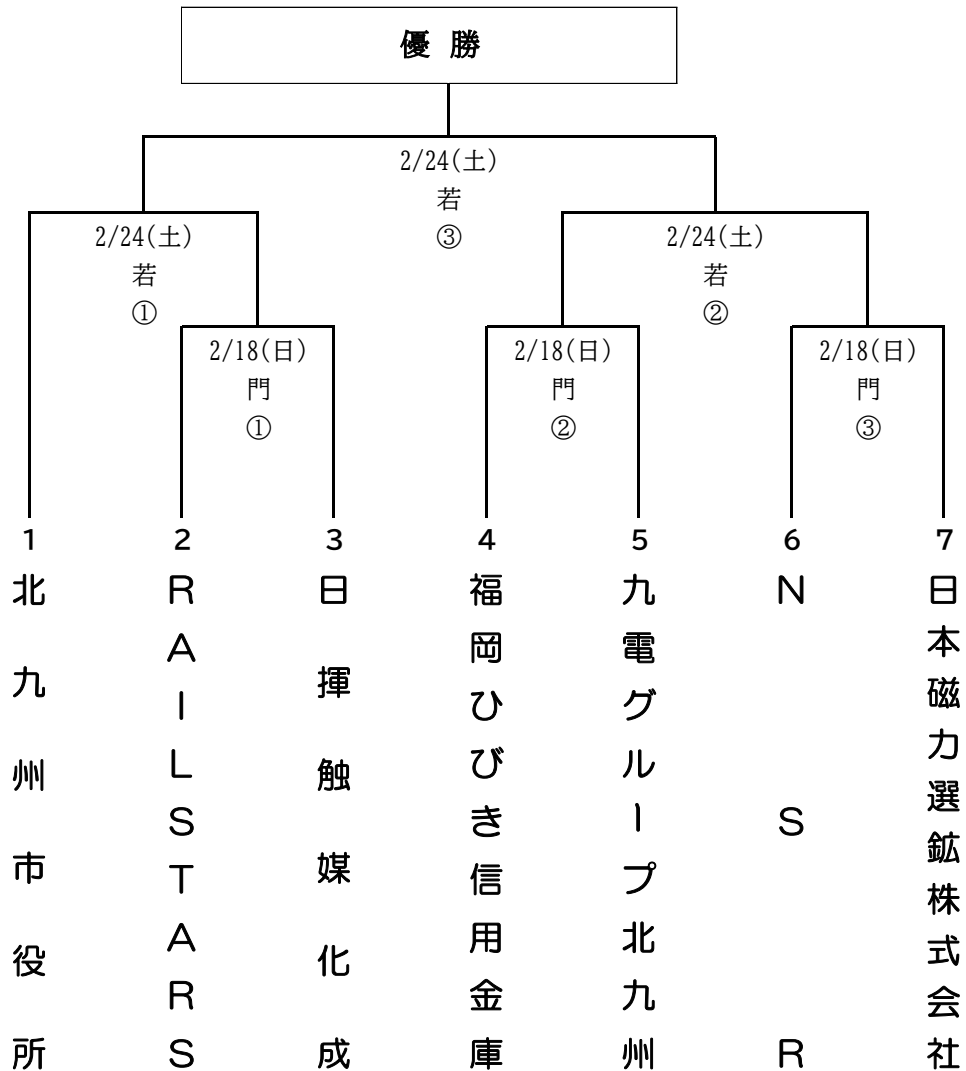 優 勝
2/24(土)
若
③
2/24(土)
若
①
2/24(土)
若
②
2/18(日)
門
①
2/18(日)
門
②
2/18(日)
門
③
1
2
3
4
5
6
7
北九州市役所
RAILSTARS
日揮触媒化成
福岡ひびき信用金庫
九電グループ北九州
NSR
日本磁力選鉱株式会社